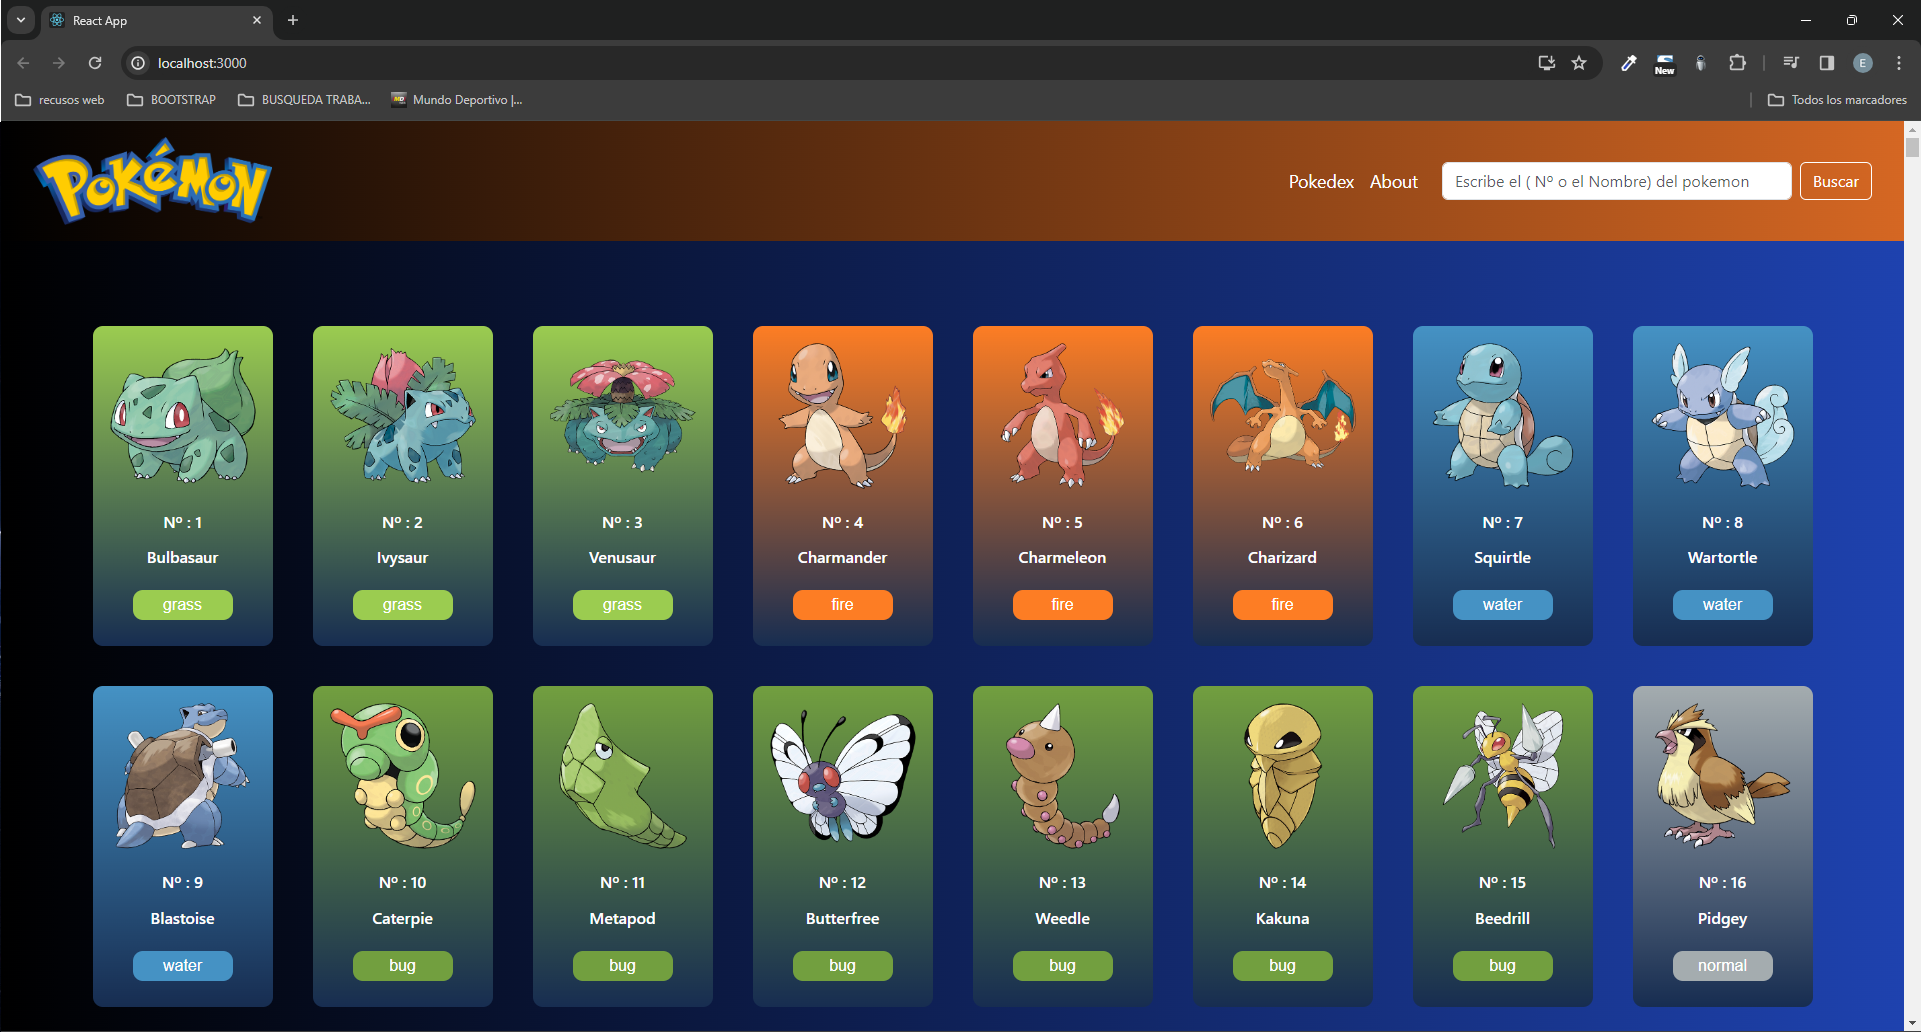 React App
localhost:3000
New
E
recusos web
BOOTSTRAP
BUSQUEDA TRABA...
MD
Mundo Deportivo |...
Todos los marcadores
POKéMON
Pokedex
About
Escribe el ( Nº o el Nombre) del pokemon
Buscar
Nº : 1
Nº : 2
Nº : 3
Nº : 4
Nº : 5
Nº : 6
Nº : 7
Nº : 8
Bulbasaur
Ivysaur
Venusaur
Charmander
Charmeleon
Charizard
Squirtle
Wartortle
grass
grass
grass
fire
fire
fire
water
water
Nº : 9
Nº : 10
Nº : 11
Nº : 12
Nº : 13
Nº : 14
Nº : 15
Nº : 16
Blastoise
Caterpie
Metapod
Butterfree
Weedle
Kakuna
Beedrill
Pidgey
water
bug
bug
bug
bug
bug
bug
normal